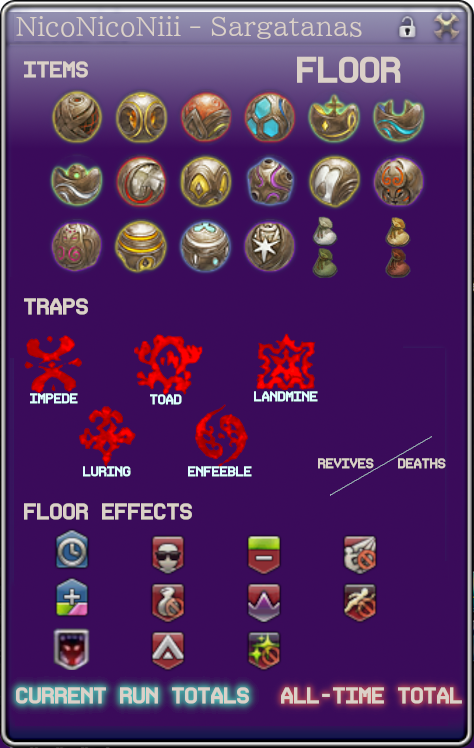 NicoNicoNiii - Sargatanas
ITEMS
FLOOR
TRAPS
IMPEDE
TOAD
LANDMINE
LURING
ENFEEBLE
REVIVES
DEATHS
FLOOR EFFECTS
CURRENT RUN TOTALS
ALL-TIME TOTAL